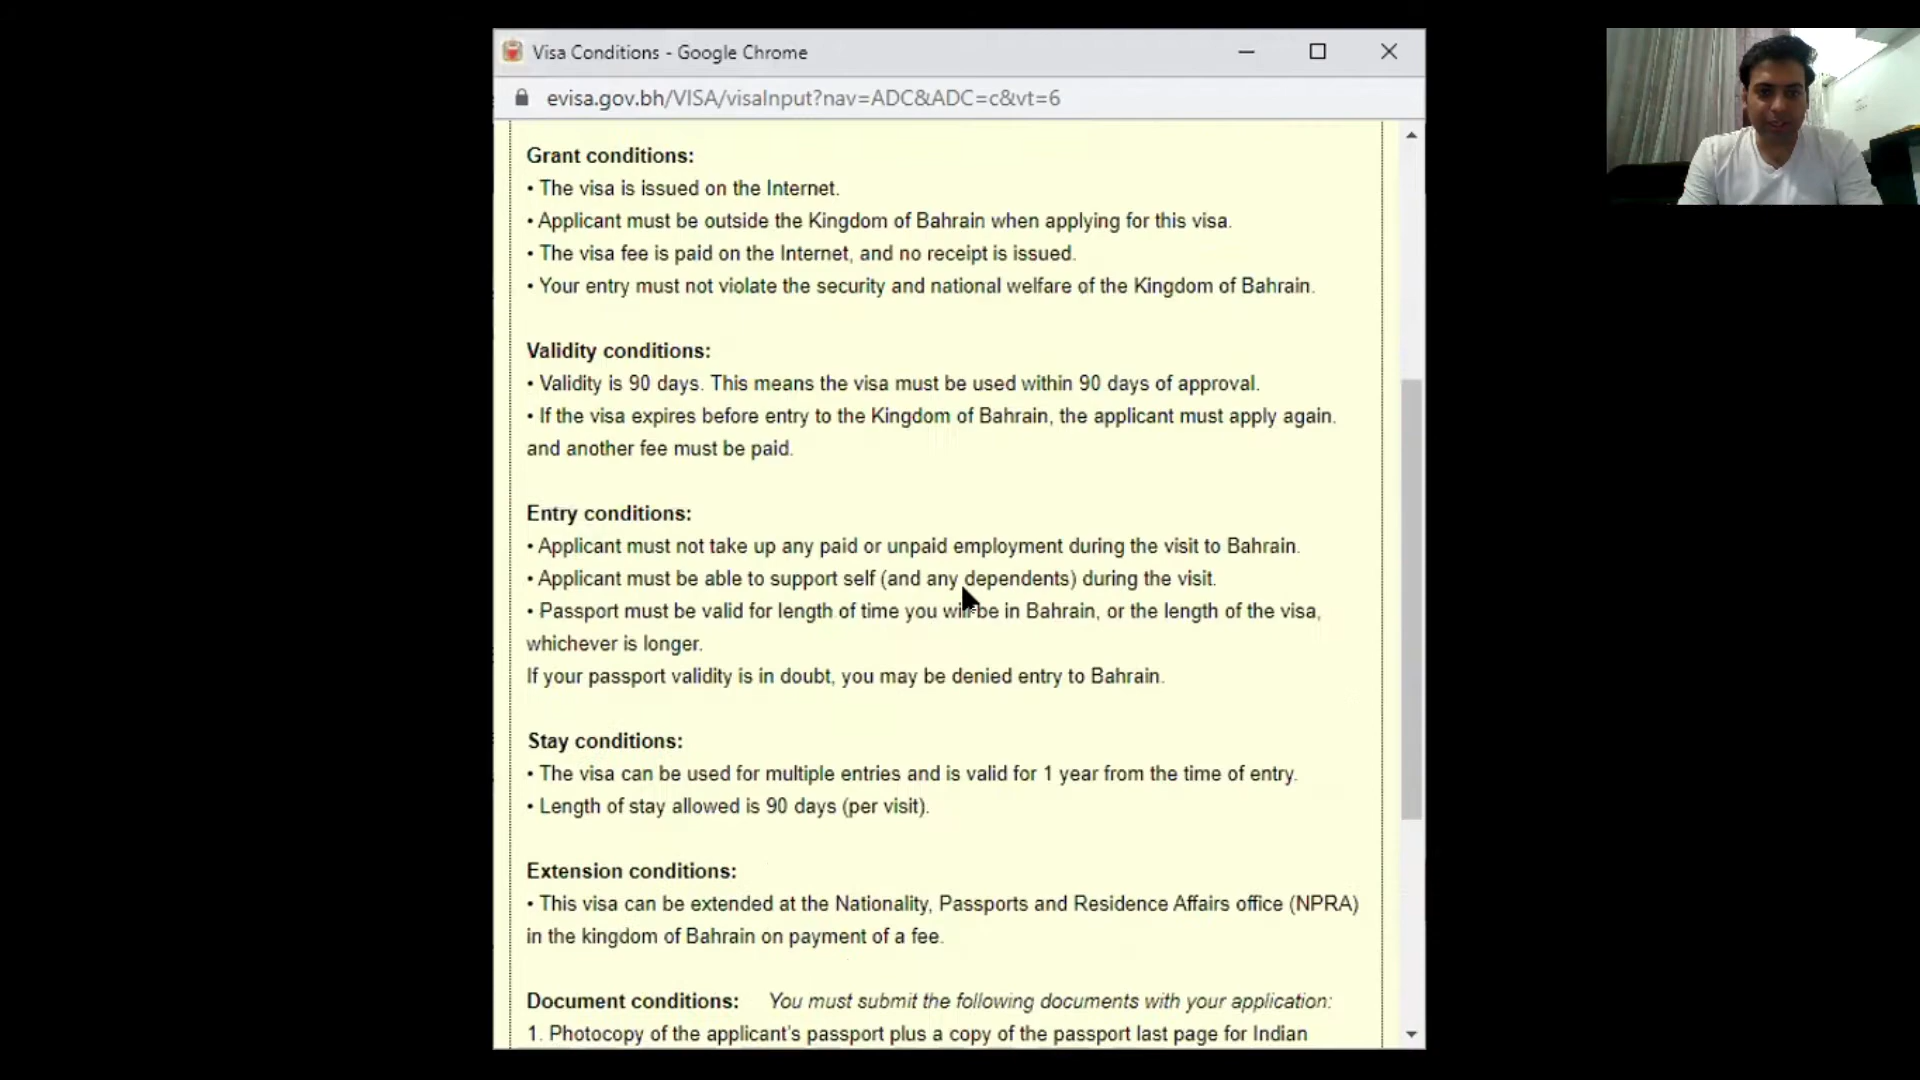 Visa Conditions - Google Chrome
evisa.gov.bh/VISA/visaInput?nav=ADC&ADC=c&vt=6
Grant conditions:
• The visa is issued on the Internet.
• Applicant must be outside the Kingdom of Bahrain when applying for this visa.
• The visa fee is paid on the Internet, and no receipt is issued.
• Your entry must not violate the security and national welfare of the Kingdom of Bahrain.
Validity conditions:
• Validity is 90 days. This means the visa must be used within 90 days of approval.
• If the visa expires before entry to the Kingdom of Bahrain, the applicant must apply again.
and another fee must be paid.
Entry conditions:
• Applicant must not take up any paid or unpaid employment during the visit to Bahrain.
• Applicant must be able to support self (and any dependents) during the visit.
• Passport must be valid for length of time you will be in Bahrain, or the length of the visa,
whichever is longer.
If your passport validity is in doubt, you may be denied entry to Bahrain.
Stay conditions:
• The visa can be used for multiple entries and is valid for 1 year from the time of entry.
• Length of stay allowed is 90 days (per visit).
Extension conditions:
• This visa can be extended at the Nationality, Passports and Residence Affairs office (NPRA)
in the kingdom of Bahrain on payment of a fee.
Document conditions: You must submit the following documents with your application:
1. Photocopy of the applicant's passport plus a copy of the passport last page for Indian